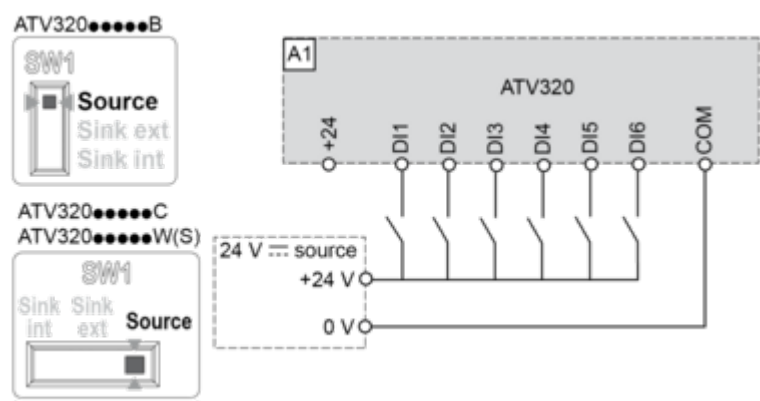 ATV320●●●●●B
SW1
Source
Sink ext
Sink int
ATV320●●●●●C
ATV320●●●●●W(S)
SW1
Sink int
Sink ext
Source
A1
ATV320
+24
DI1
DI2
DI3
DI4
DI5
DI6
COM
24 V ⎓ source
+24 V
0 V